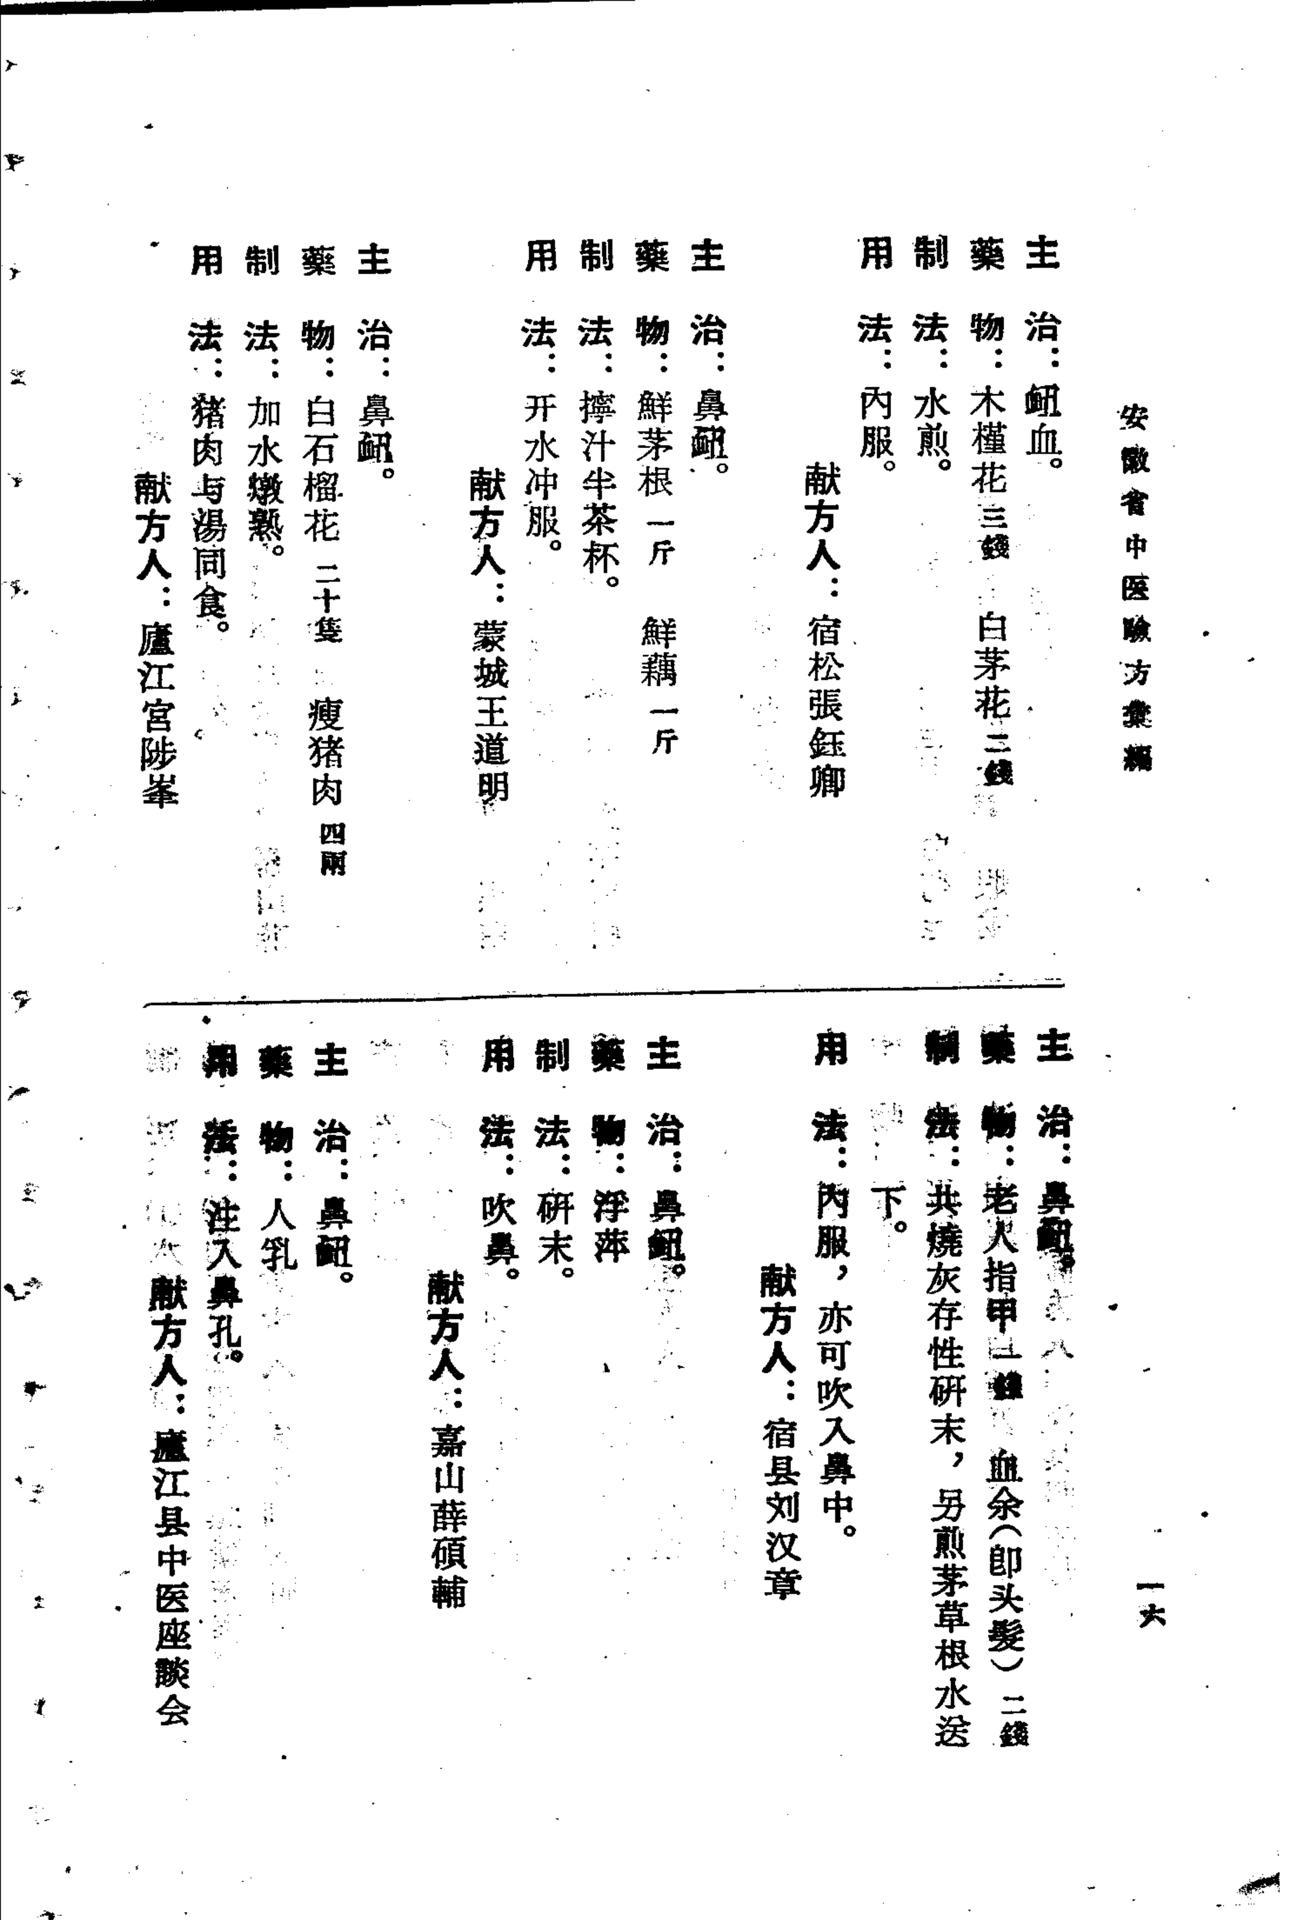 安徽省中医驗方彙編
一六
主治：衄血。
藥物：木槿花三錢　白茅花二錢
制法：水煎。
用法：內服。
献方人：宿松張鈺卿
主治：鼻衄。
藥物：鮮茅根一斤　鮮藕一斤
制法：擰汁半茶杯。
用法：开水冲服。
献方人：蒙城王道明
主治：鼻衄。
藥物：白石榴花二十隻　瘦猪肉四兩
制法：加水燉熟。
用法：猪肉与湯同食。
献方人：廬江宮陟峯
主治：鼻衄。
藥物：老人指甲一錢　血余（卽头髮）二錢
制法：共燒灰存性研末，另煎茅草根水送
下。
用法：內服，亦可吹入鼻中。
献方人：宿县刘汉章
主治：鼻衄。
藥物：浮萍
制法：研末。
用法：吹鼻。
献方人：嘉山薛碩輔
主治：鼻衄。
藥物：人乳
用法：注入鼻孔。
献方人：廬江县中医座談会